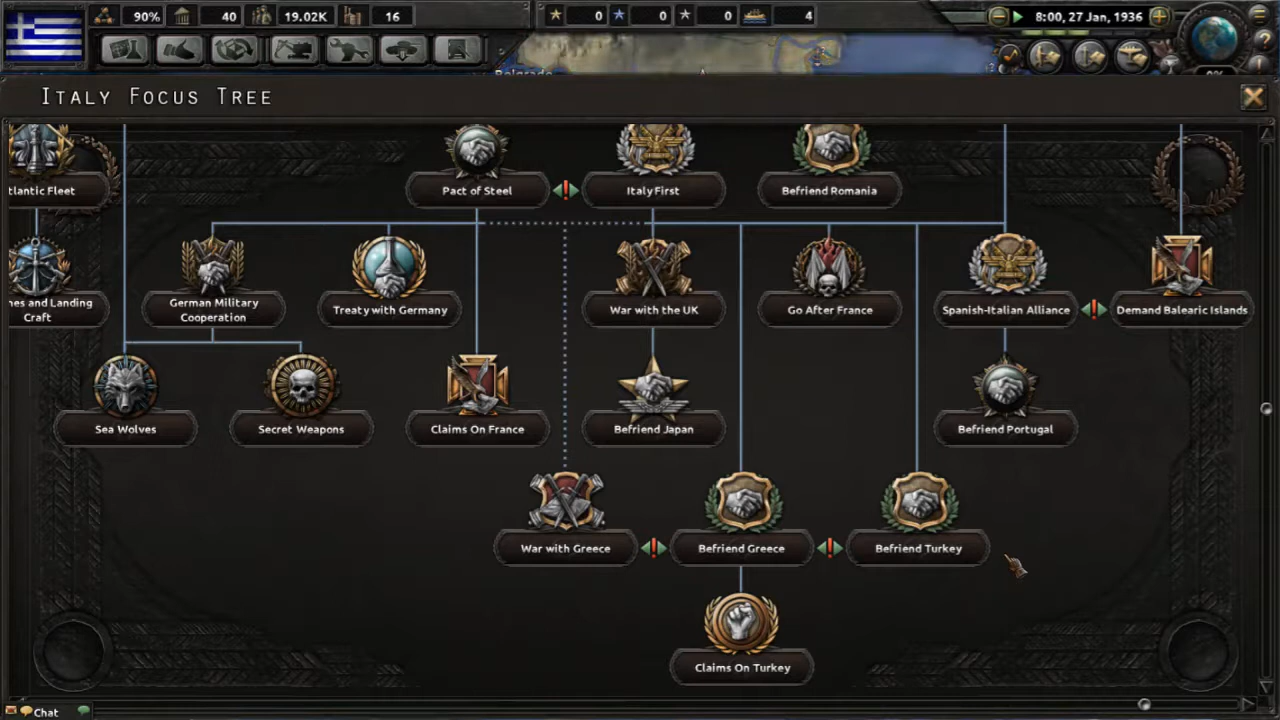 90%
40
19.02K
16
0
0
0
4
8:00, 27 Jan, 1936
Italy Focus Tree
tlantic Fleet
Pact of Steel
Italy First
Befriend Romania
nes and Landing
Craft
German Military
Cooperation
Treaty with Germany
War with the UK
Go After France
Spanish-Italian Alliance
Demand Balearic Islands
Sea Wolves
Secret Weapons
Claims On France
Befriend Japan
Befriend Portugal
War with Greece
Befriend Greece
Befriend Turkey
Claims On Turkey
Chat